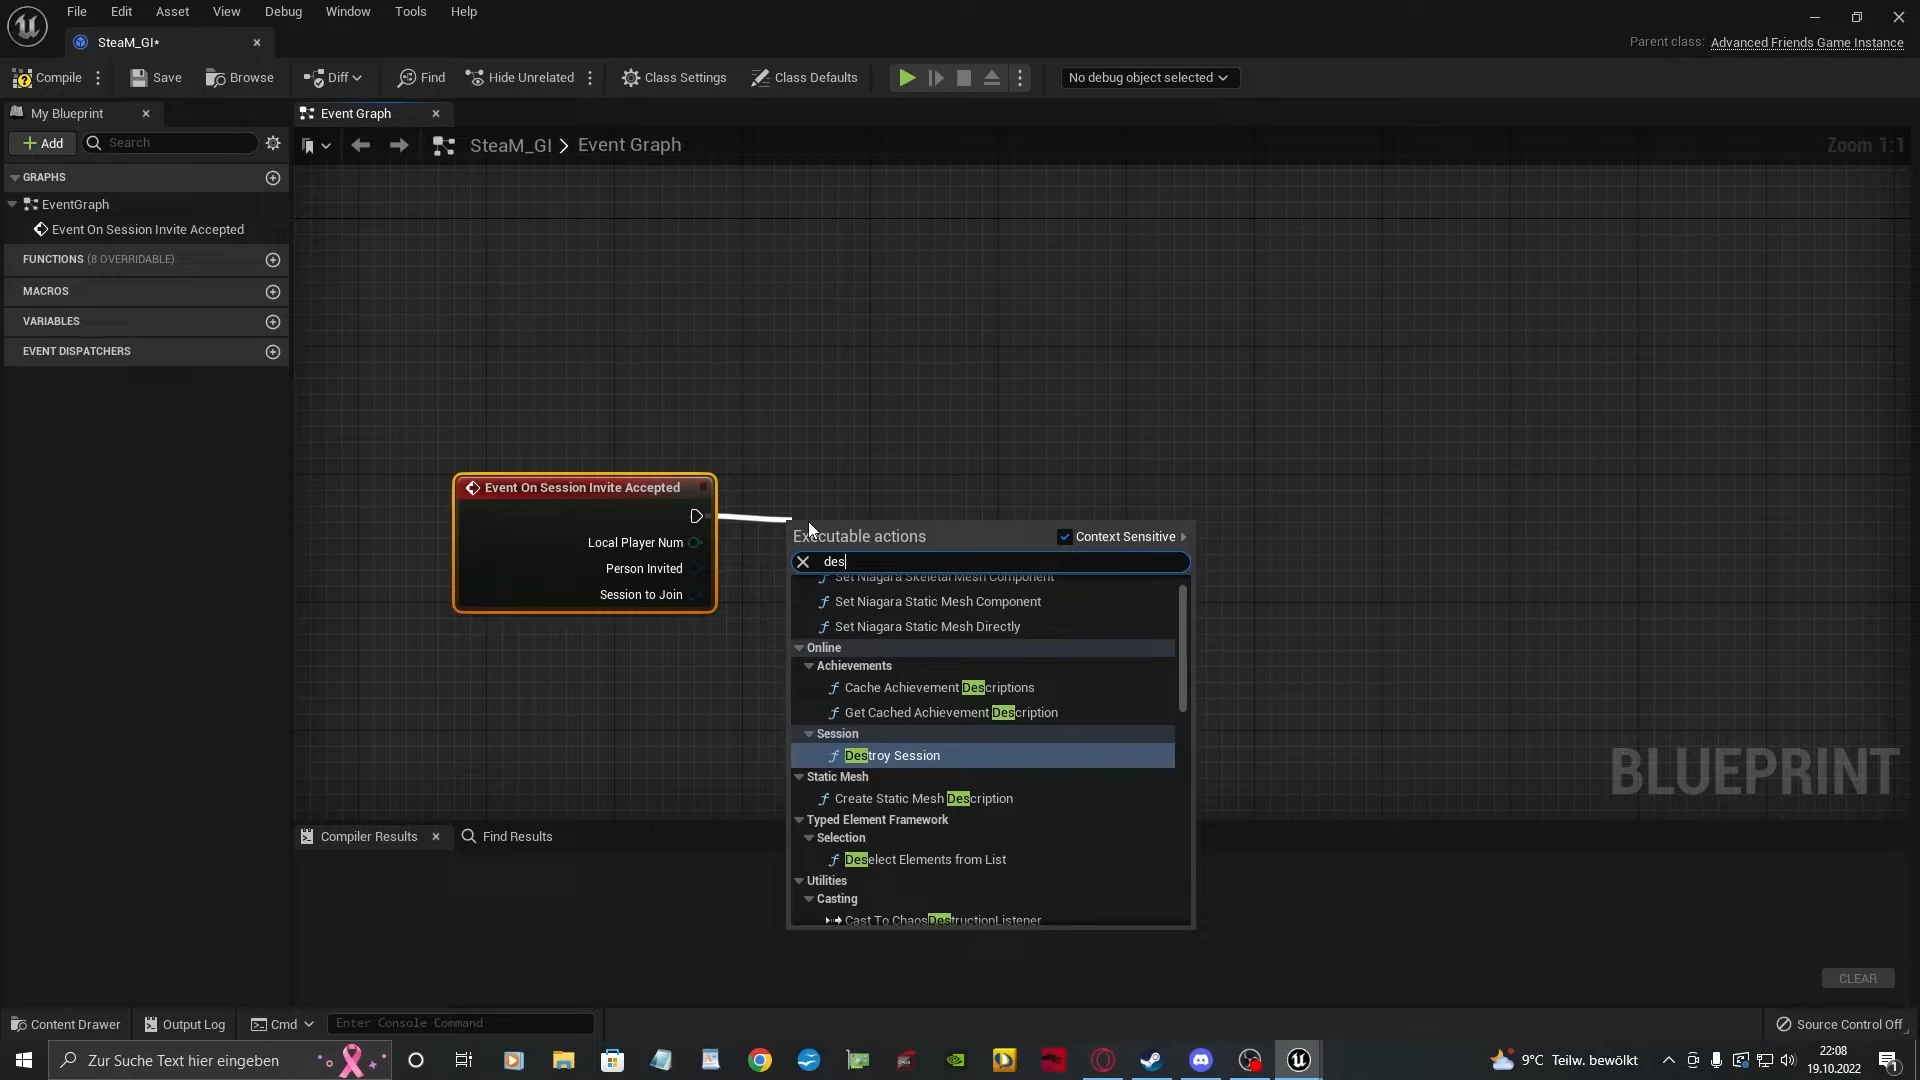 File Edit Asset View Debug Window Tools Help
SteaM_GI*
Parent class: Advanced Friends Game Instance
Compile Save Browse Diff Find Hide Unrelated Class Settings Class Defaults No debug object selected
My Blueprint
Event Graph
Add Search
SteaM_GI > Event Graph
Zoom 1:1
GRAPHS
EventGraph
Event On Session Invite Accepted
FUNCTIONS (8 OVERRIDABLE)
MACROS
VARIABLES
EVENT DISPATCHERS
Event On Session Invite Accepted
Local Player Num
Person Invited
Session to Join
Executable actions
Context Sensitive
des
Set Niagara Skeletal Mesh Component
Set Niagara Static Mesh Component
Set Niagara Static Mesh Directly
Online
Achievements
Cache Achievement Descriptions
Get Cached Achievement Description
Session
Destroy Session
Static Mesh
Create Static Mesh Description
Typed Element Framework
Selection
Deselect Elements from List
Utilities
Casting
Cast To ChaosDestructionListener
BLUEPRINT
Compiler Results Find Results
CLEAR
Content Drawer Output Log Cmd Enter Console Command Source Control Off
Zur Suche Text hier eingeben
9°C Teilw. bewölkt
22:08
19.10.2022
1